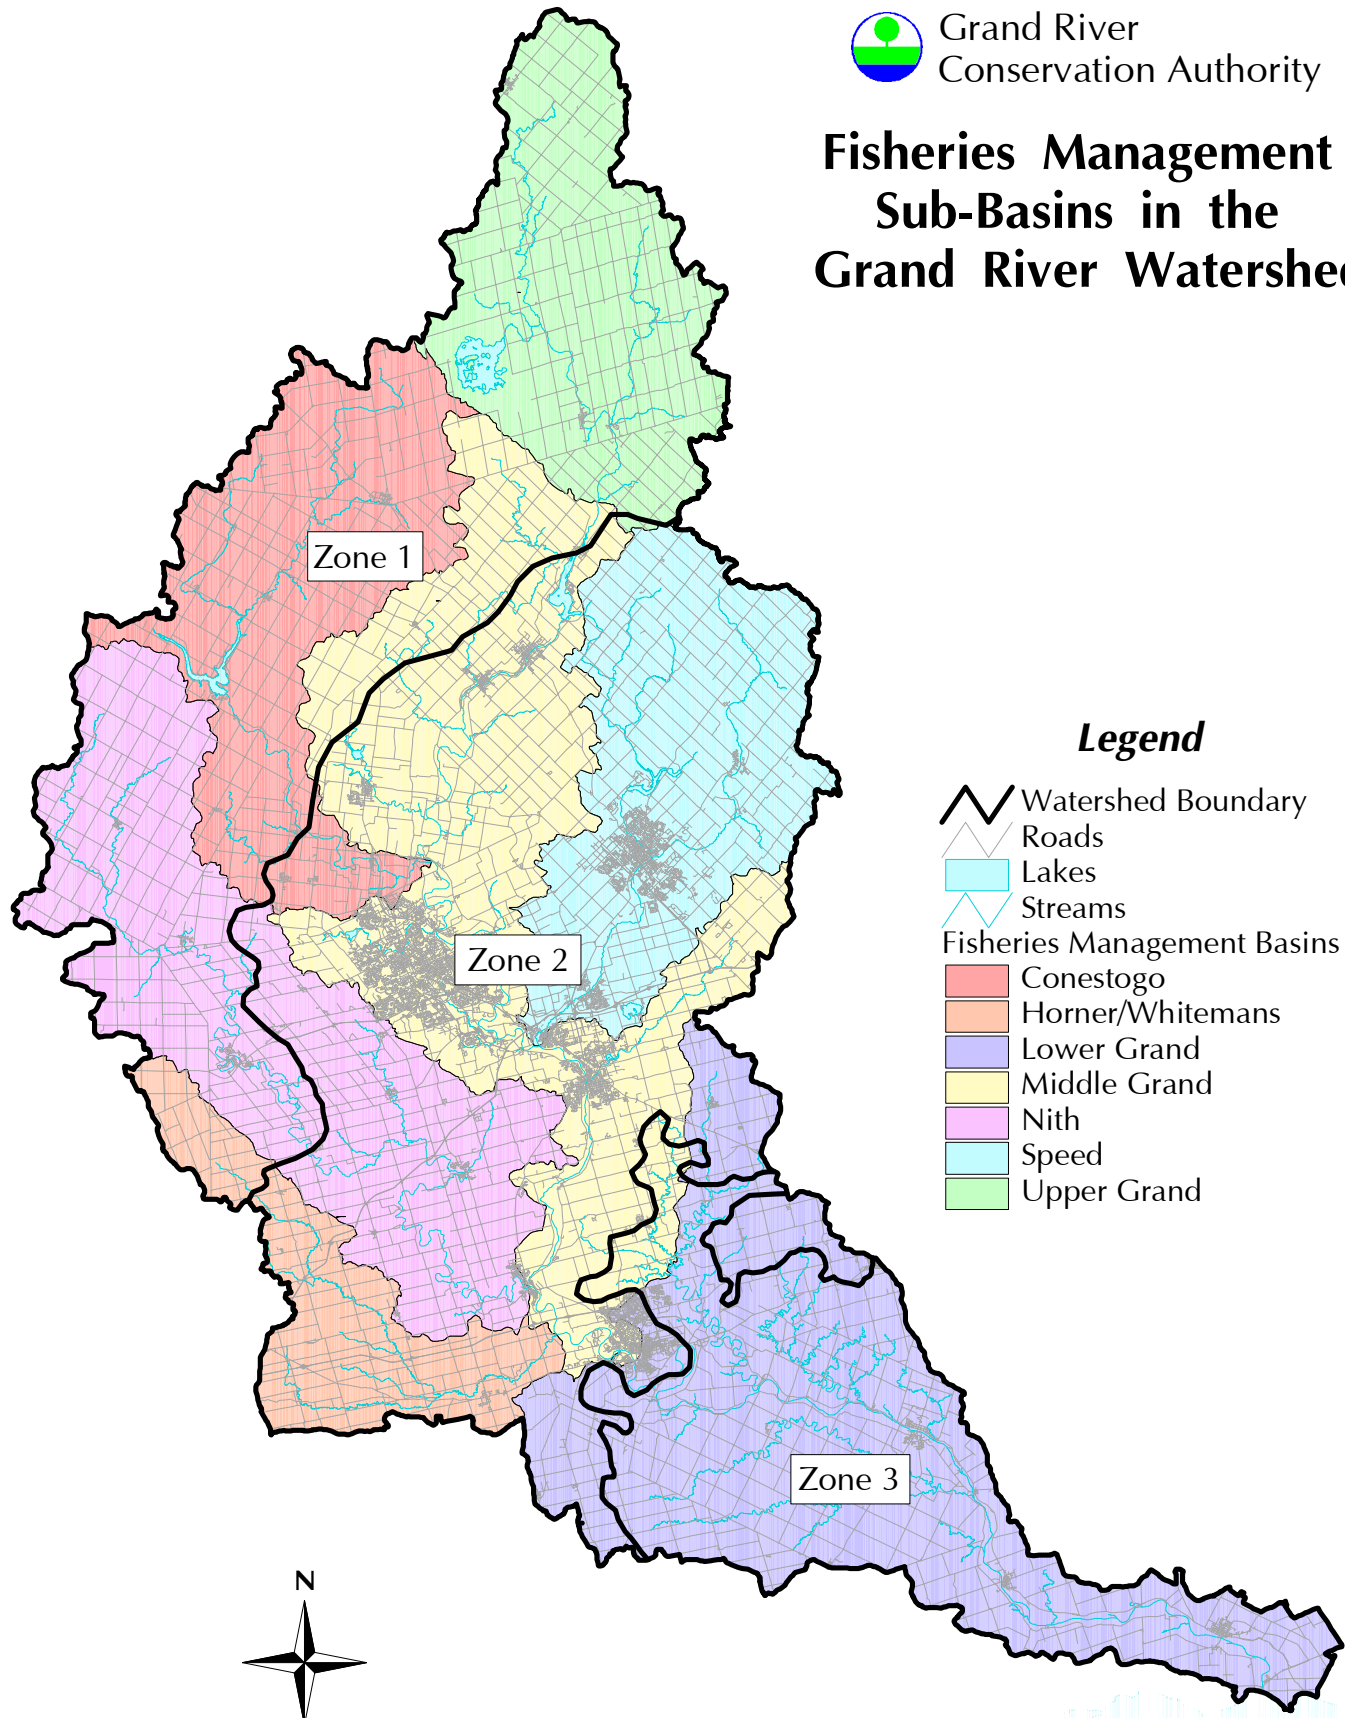 Grand River
Conservation Authority
Fisheries Management
Sub-Basins in the
Grand River Watershe
Zone 1
Zone 2
Zone 3
Legend
Watershed Boundary
Roads
Lakes
Streams
Fisheries Management Basins
Conestogo
Horner/Whitemans
Lower Grand
Middle Grand
Nith
Speed
Upper Grand
N